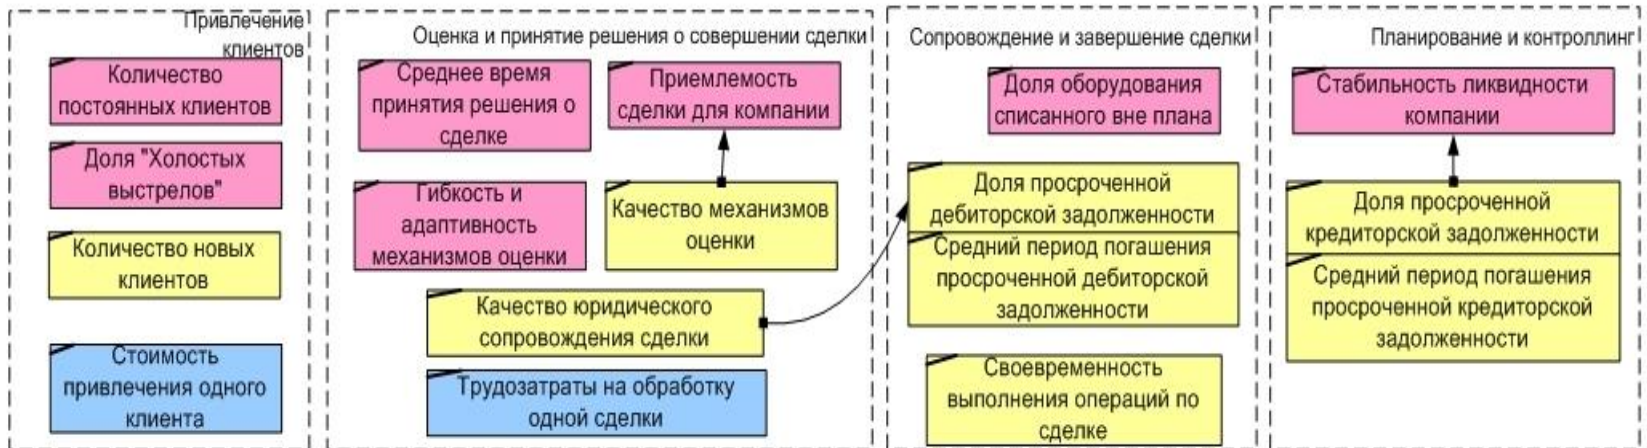 Привлечение
клиентов
Количество
постоянных клиентов
Доля "Холостых
выстрелов"
Количество новых
клиентов
Стоимость
привлечения одного
клиента
Оценка и принятие решения о совершении сделки
Среднее время
принятия решения о
сделке
Приемлемость
сделки для компании
Гибкость и
адаптивность
механизмов оценки
Качество механизмов
оценки
Качество юридического
сопровождения сделки
Трудозатраты на обработку
одной сделки
Сопровождение и завершение сделки
Доля оборудования
списанного вне плана
Доля просроченной
дебиторской задолженности
Средний период погашения
просроченной дебиторской
задолженности
Своевременность
выполнения операций по
сделке
Планирование и контроллинг
Стабильность ликвидности
компании
Доля просроченной
кредиторской задолженности
Средний период погашения
просроченной кредиторской
задолженности